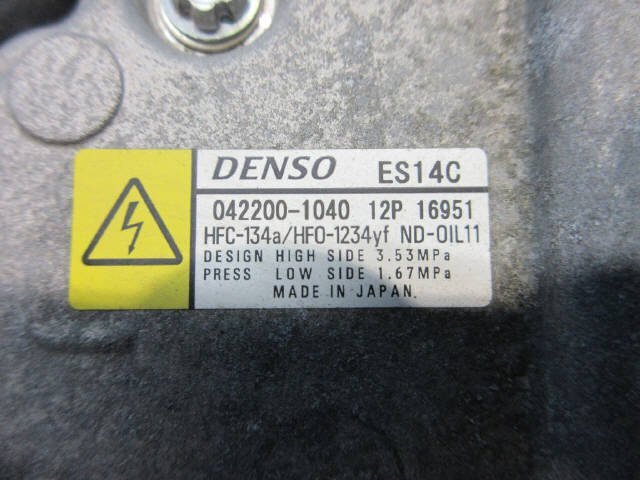 DENSO ES14C
042200-1040 12P 16951
HFC-134a/HFO-1234yf ND-OIL11
DESIGN HIGH SIDE 3.53MPa
PRESS LOW SIDE 1.67MPa
MADE IN JAPAN.